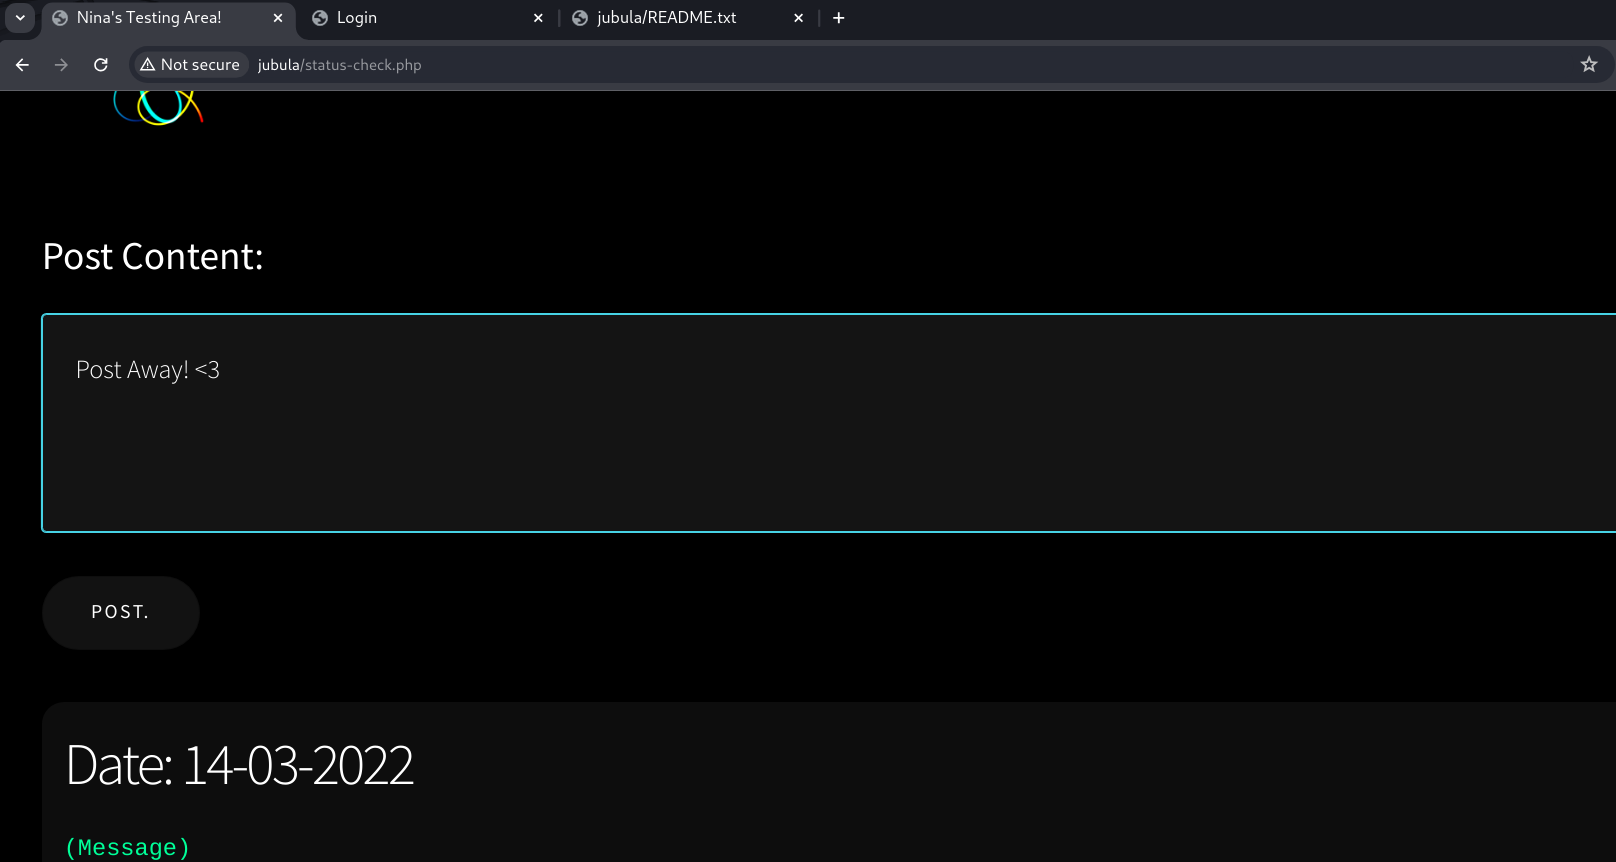 Nina's Testing Area!
Login
jubula/README.txt
Not secure
jubula/status-check.php
Post Content:
Post Away! <3
POST.
Date: 14-03-2022
(Message)